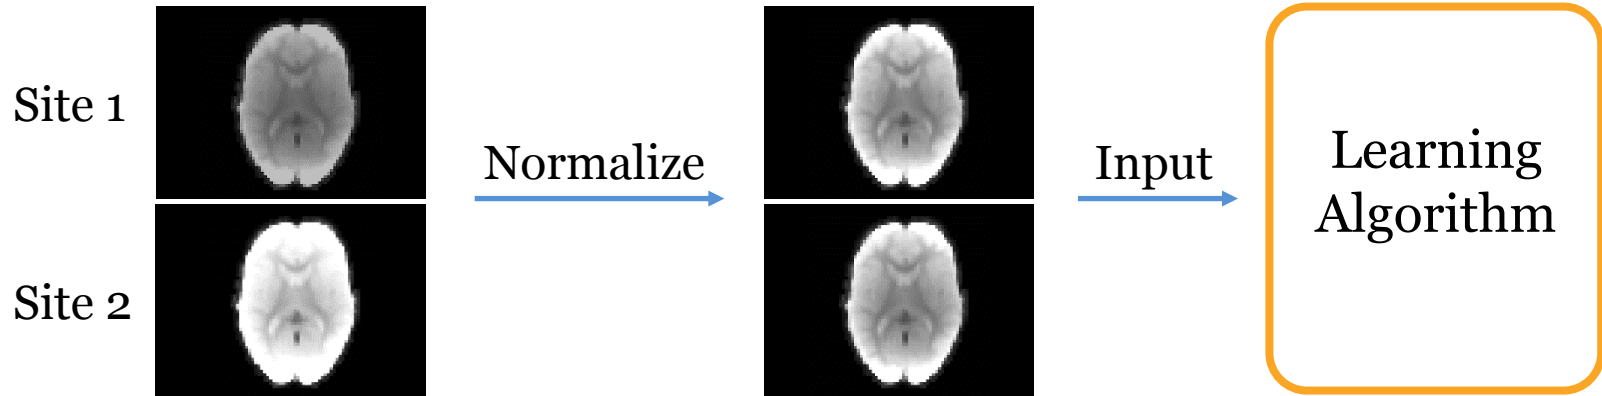 Site 1
Normalize
Input
Learning
Algorithm
Site 2